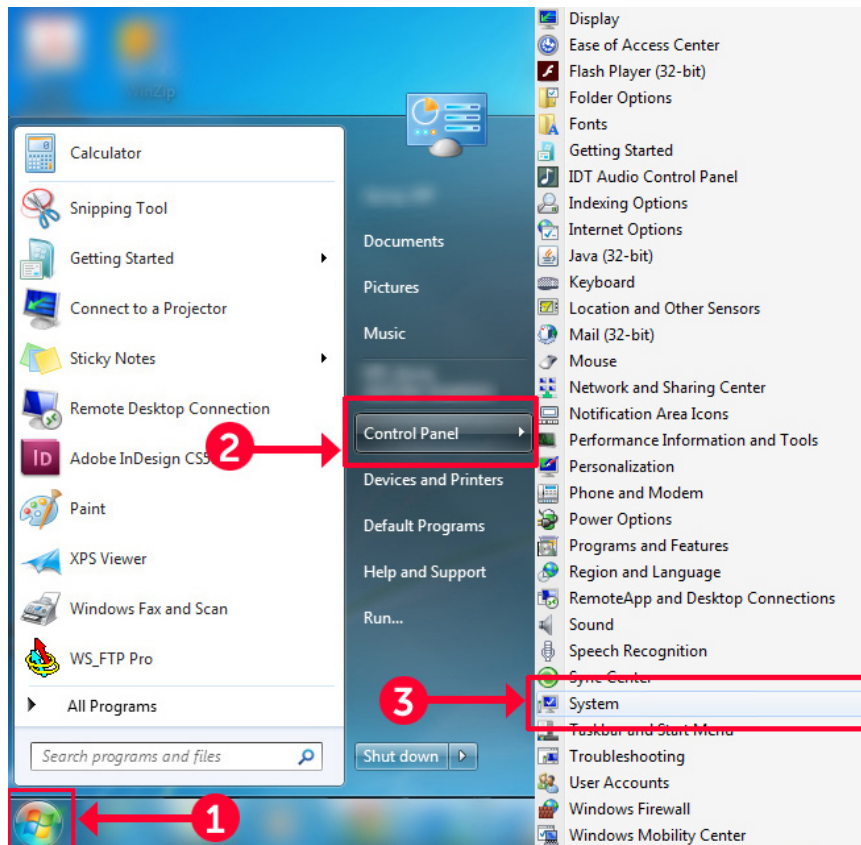 WinZip
Calculator
Snipping Tool
Getting Started
Connect to a Projector
Sticky Notes
Remote Desktop Connection
ID
Adobe InDesign CS5
Paint
XPS Viewer
Windows Fax and Scan
WS_FTP Pro
All Programs
Search programs and files
1
Documents
Pictures
Music
2
Control Panel
Devices and Printers
Default Programs
Help and Support
Run...
Shut down
Display
Ease of Access Center
Flash Player (32-bit)
Folder Options
Fonts
Getting Started
IDT Audio Control Panel
Indexing Options
Internet Options
Java (32-bit)
Keyboard
Location and Other Sensors
Mail (32-bit)
Mouse
Network and Sharing Center
Notification Area Icons
Performance Information and Tools
Personalization
Phone and Modem
Power Options
Programs and Features
Region and Language
RemoteApp and Desktop Connections
Sound
Speech Recognition
Sync Center
3
System
Taskbar and Start Menu
Troubleshooting
User Accounts
Windows Firewall
Windows Mobility Center